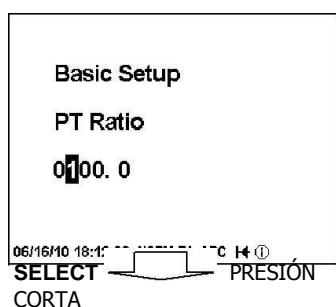 Basic Setup
PT Ratio
0100. 0
06/16/10 18:1
SELECT PRESIÓN
CORTA